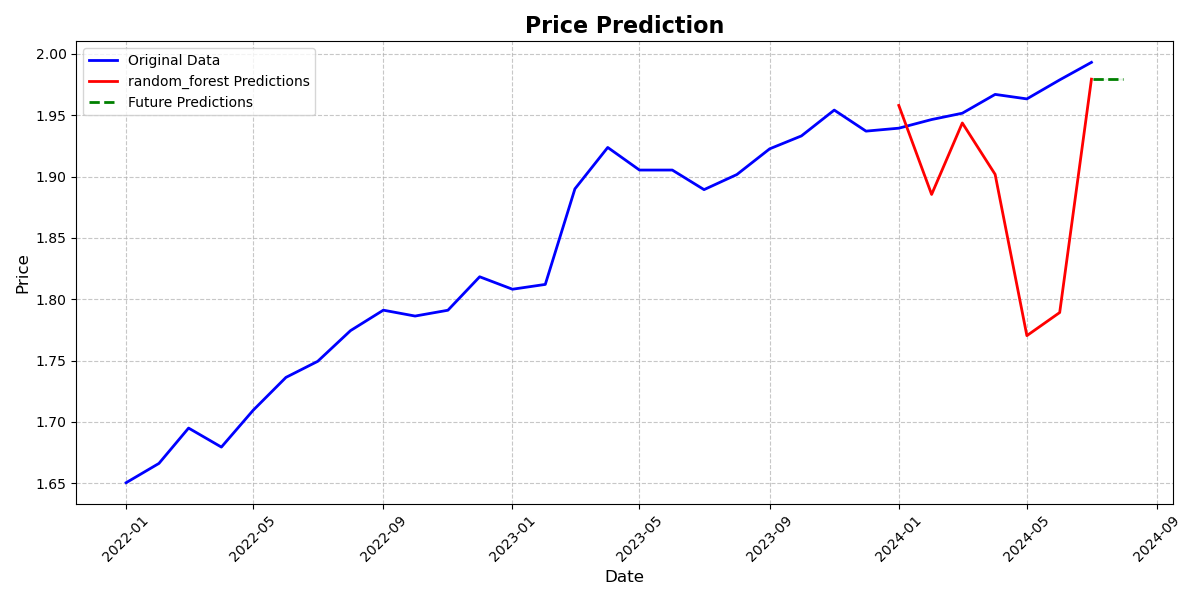 Price Prediction
Original Data
random_forest Predictions
Future Predictions
Price
2.00
1.95
1.90
1.85
1.80
1.75
1.70
1.65
2022-01
2022-05
2022-09
2023-01
2023-05
2023-09
2024-01
2024-05
2024-09
Date